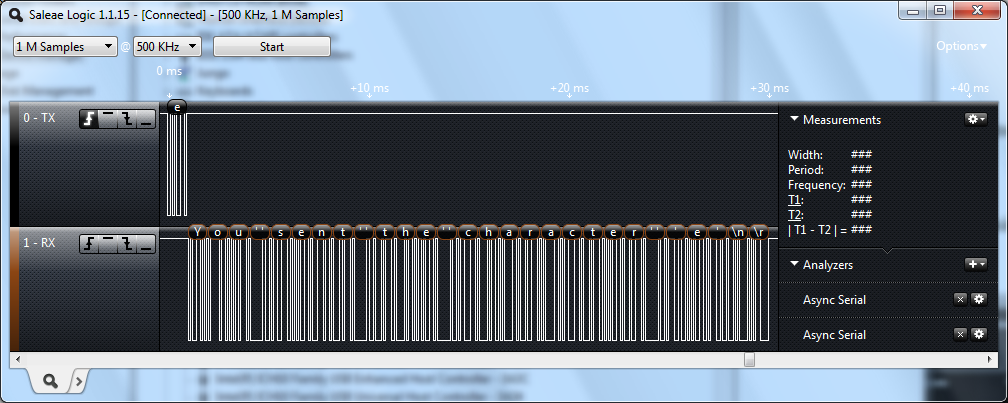 Saleae Logic 1.1.15 - [Connected] - [500 KHz, 1 M Samples]
1 M Samples @ 500 KHz Start Options
0 ms +10 ms +20 ms +30 ms +40 ms
0 - TX
e
1 - RX
Y o u ' ' s e n t ' ' t h e ' ' c h a r a c t e r ' ' ' e ' \n \r
Measurements
Width: ###
Period: ###
Frequency: ###
T1: ###
T2: ###
| T1 - T2 | = ###
Analyzers
Async Serial
Async Serial